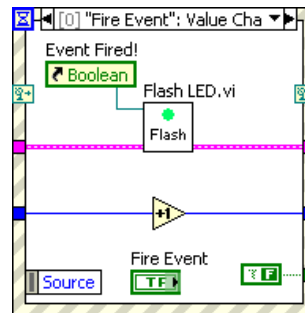 [0] "Fire Event": Value Cha
Event Fired!
Boolean
Flash LED.vi
Flash
+1
Fire Event
TF
Source
? F